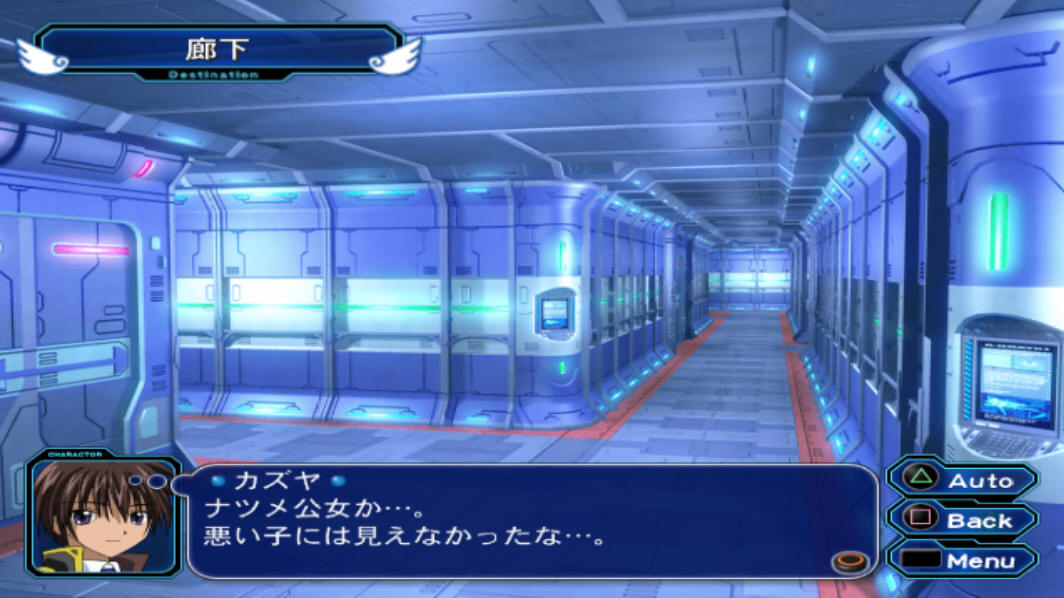 廊下
Destination
CHARACTOR
カズヤ
ナツメ公女か…。
悪い子には見えなかったな…。
Auto
Back
Menu